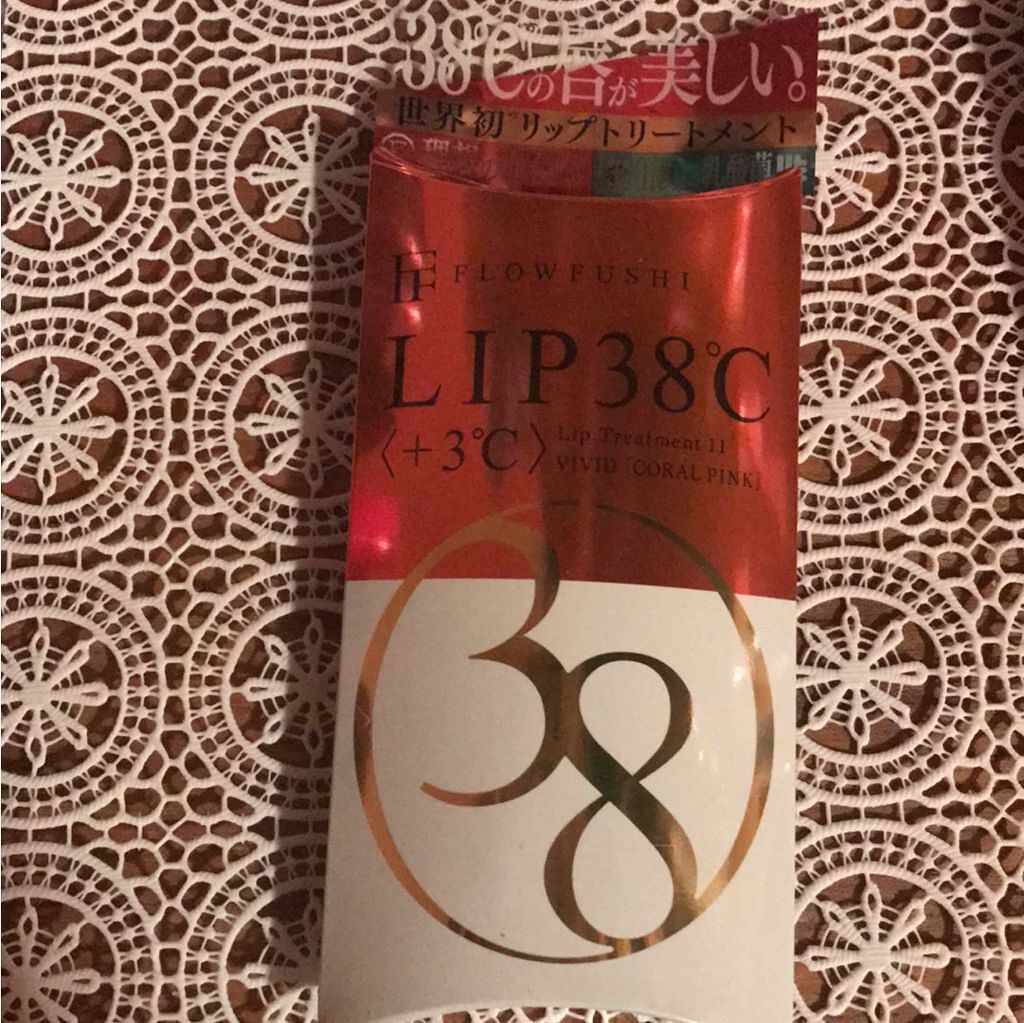 38℃の唇が美しい。
世界初 リップトリートメント
FLOWFUSHI
LIP38℃
〈+3℃〉
Lip Treatment 11
VIVID [CORAL PINK]
38